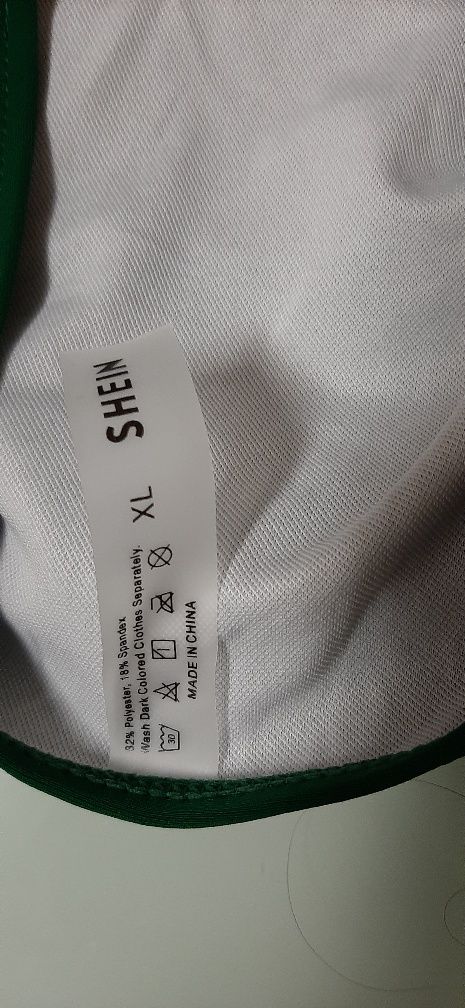 SHEIN
XL
82% Polyester, 18% Spandex
Wash Dark Colored Clothes Separately.
30
MADE IN CHINA